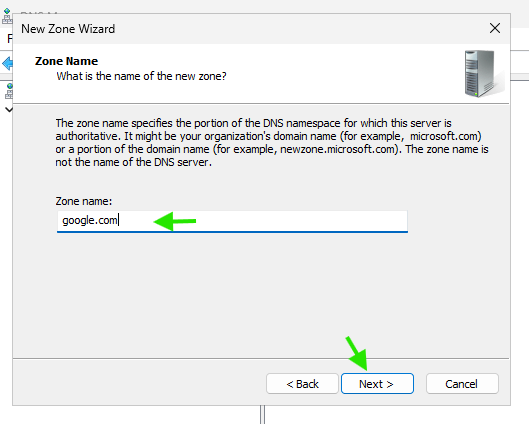 New Zone Wizard
Zone Name
What is the name of the new zone?
The zone name specifies the portion of the DNS namespace for which this server is
authoritative. It might be your organization's domain name (for example, microsoft.com)
or a portion of the domain name (for example, newzone.microsoft.com). The zone name is
not the name of the DNS server.
Zone name:
google.com
< Back
Next >
Cancel